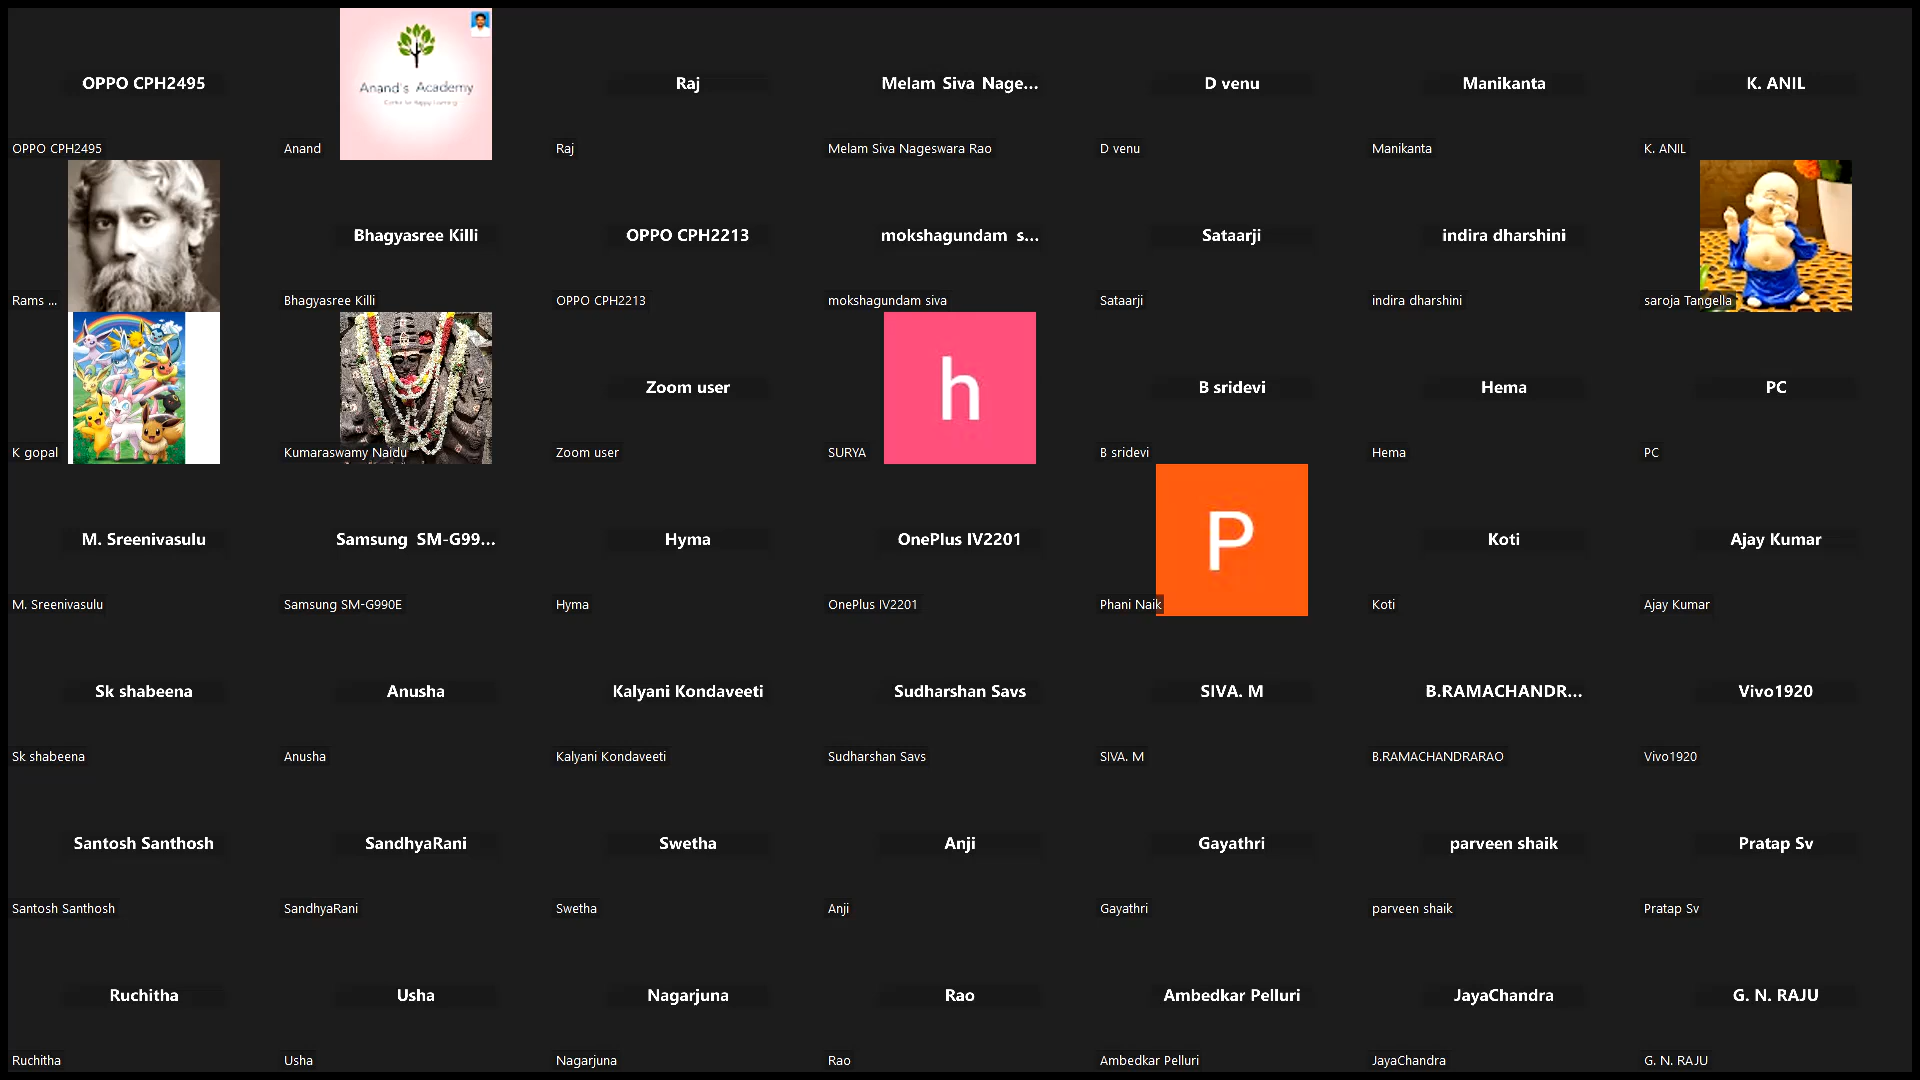 OPPO CPH2495
OPPO CPH2495
Anand's Academy
Centre for Happy Learning
Anand
Raj
Raj
Melam Siva Nage...
Melam Siva Nageswara Rao
D venu
D venu
Manikanta
Manikanta
K. ANIL
K. ANIL
Rams ...
Bhagyasree Killi
Bhagyasree Killi
OPPO CPH2213
OPPO CPH2213
mokshagundam s...
mokshagundam siva
Sataarji
Sataarji
indira dharshini
indira dharshini
saroja Tangella
K gopal
Kumaraswamy Naidu
Zoom user
Zoom user
h
SURYA
B sridevi
B sridevi
Hema
Hema
PC
PC
M. Sreenivasulu
M. Sreenivasulu
Samsung SM-G99...
Samsung SM-G990E
Hyma
Hyma
OnePlus IV2201
OnePlus IV2201
P
Phani Naik
Koti
Koti
Ajay Kumar
Ajay Kumar
Sk shabeena
Sk shabeena
Anusha
Anusha
Kalyani Kondaveeti
Kalyani Kondaveeti
Sudharshan Savs
Sudharshan Savs
SIVA. M
SIVA. M
B.RAMACHANDR...
B.RAMACHANDRARAO
Vivo1920
Vivo1920
Santosh Santhosh
Santosh Santhosh
SandhyaRani
SandhyaRani
Swetha
Swetha
Anji
Anji
Gayathri
Gayathri
parveen shaik
parveen shaik
Pratap Sv
Pratap Sv
Ruchitha
Ruchitha
Usha
Usha
Nagarjuna
Nagarjuna
Rao
Rao
Ambedkar Pelluri
Ambedkar Pelluri
JayaChandra
JayaChandra
G. N. RAJU
G. N. RAJU